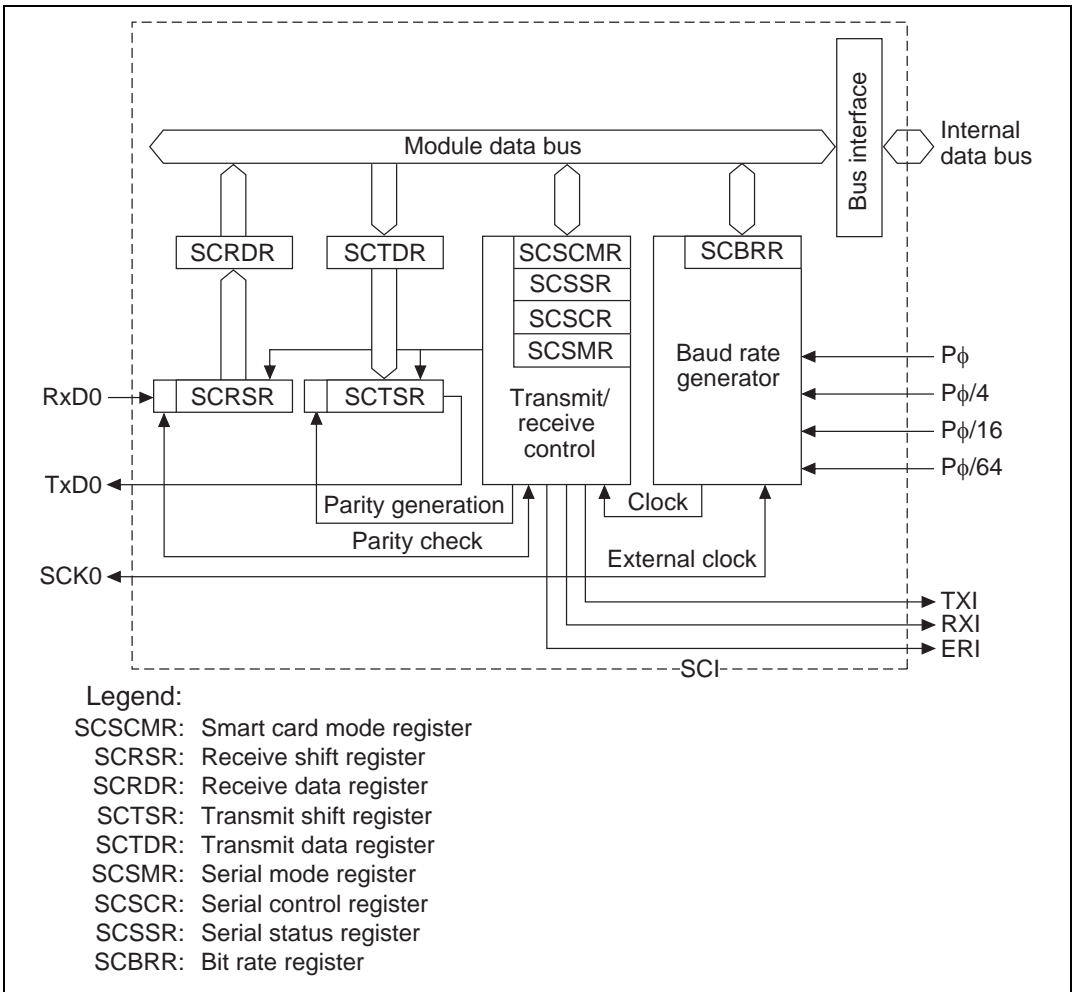 Bus interface
Internal
data bus
Module data bus
SCRDR
SCTDR
SCSCMR
SCSSR
SCSCR
SCSMR
Transmit/
receive
control
SCBRR
Baud rate
generator
Pϕ
Pϕ/4
Pϕ/16
Pϕ/64
RxD0
SCRSR
SCTSR
TxD0
Parity generation
Clock
Parity check
External clock
SCK0
TXI
RXI
ERI
SCI
Legend:
SCSCMR: Smart card mode register
SCRSR: Receive shift register
SCRDR: Receive data register
SCTSR: Transmit shift register
SCTDR: Transmit data register
SCSMR: Serial mode register
SCSCR: Serial control register
SCSSR: Serial status register
SCBRR: Bit rate register